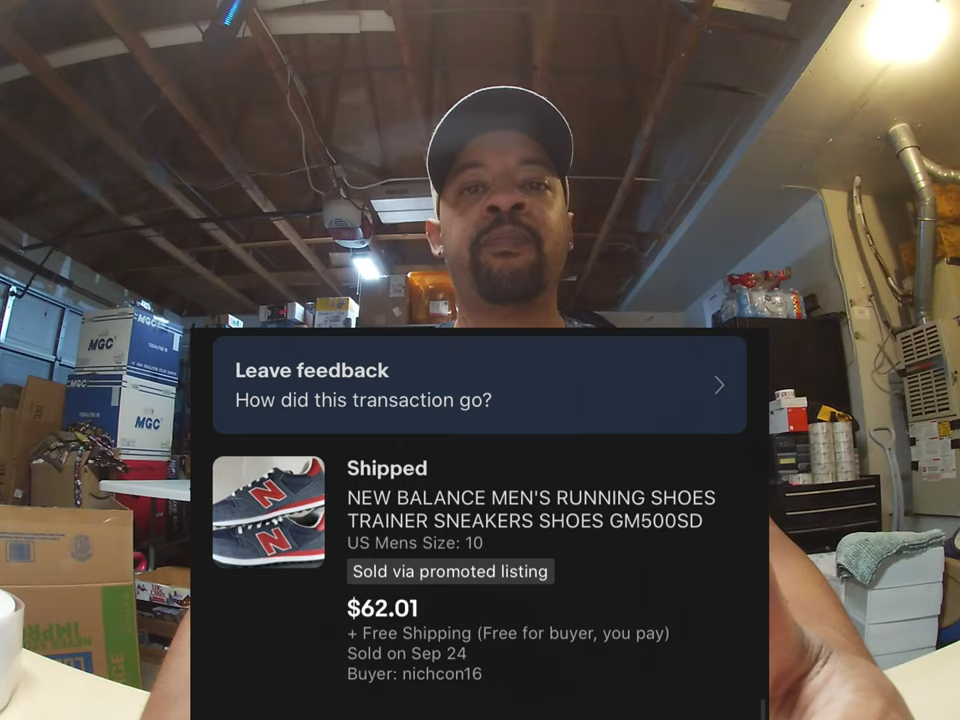 MGC
MGC
MGC
MGC
Leave feedback
How did this transaction go?
Shipped
NEW BALANCE MEN'S RUNNING SHOES
TRAINER SNEAKERS SHOES GM500SD
US Mens Size: 10
Sold via promoted listing
$62.01
+ Free Shipping (Free for buyer, you pay)
Sold on Sep 24
Buyer: nichcon16
N
N